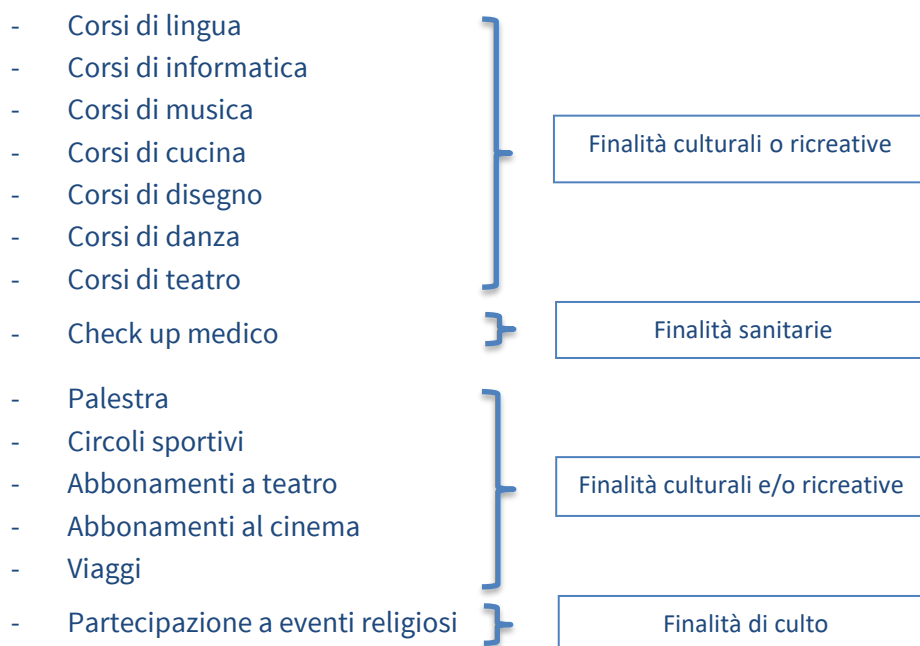 - Corsi di lingua
- Corsi di informatica
- Corsi di musica
- Corsi di cucina
- Corsi di disegno
- Corsi di danza
- Corsi di teatro
Finalità culturali o ricreative
- Check up medico
Finalità sanitarie
- Palestra
- Circoli sportivi
- Abbonamenti a teatro
- Abbonamenti al cinema
- Viaggi
Finalità culturali e/o ricreative
- Partecipazione a eventi religiosi
Finalità di culto